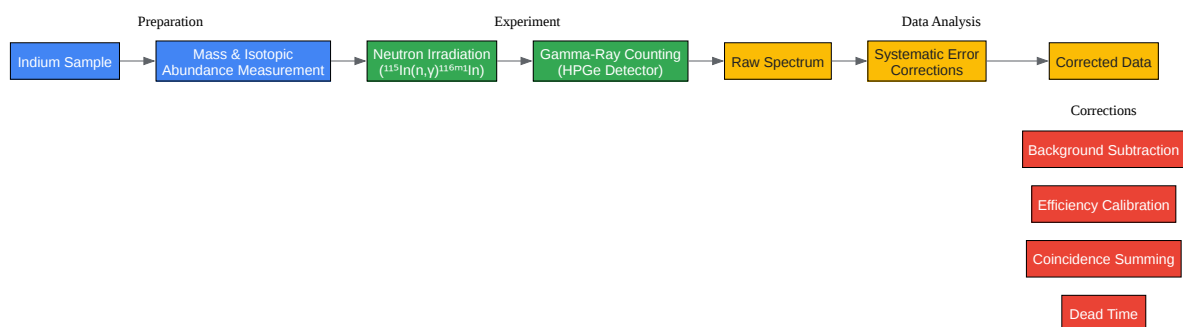 Preparation
Experiment
Data Analysis
Indium Sample
Mass & Isotopic
Abundance Measurement
Neutron Irradiation
(¹¹⁵In(n,γ)¹¹⁶ᵐ¹In)
Gamma-Ray Counting
(HPGe Detector)
Raw Spectrum
Systematic Error
Corrections
Corrected Data
Corrections
Background Subtraction
Efficiency Calibration
Coincidence Summing
Dead Time